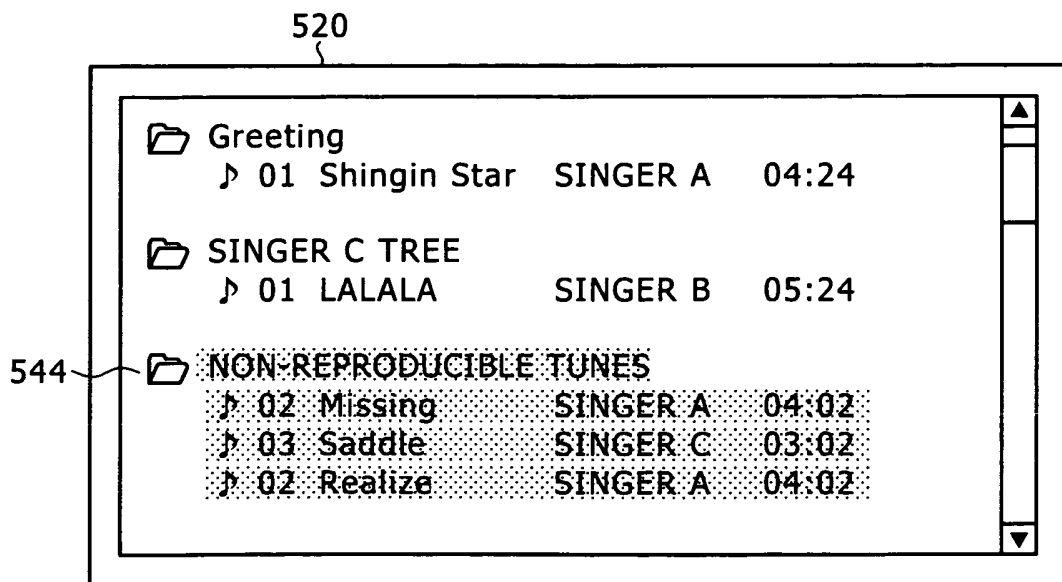 520
Greeting
♪ 01 Shingin Star SINGER A 04:24
SINGER C TREE
♪ 01 LALALA SINGER B 05:24
544 NON-REPRODUCIBLE TUNES
♪ 02 Missing SINGER A 04:02
♪ 03 Saddle SINGER C 03:02
♪ 02 Realize SINGER A 04:02